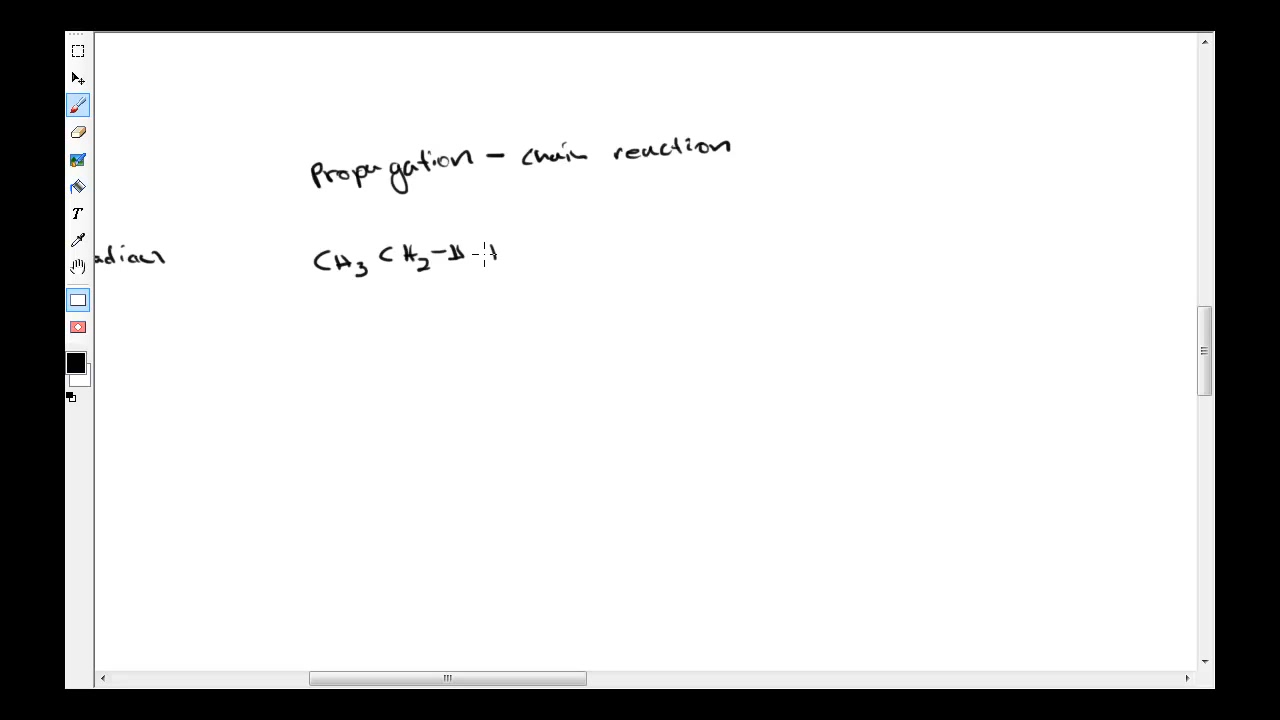 Propagation - chain reaction
adical
CH3 CH2-H +
T